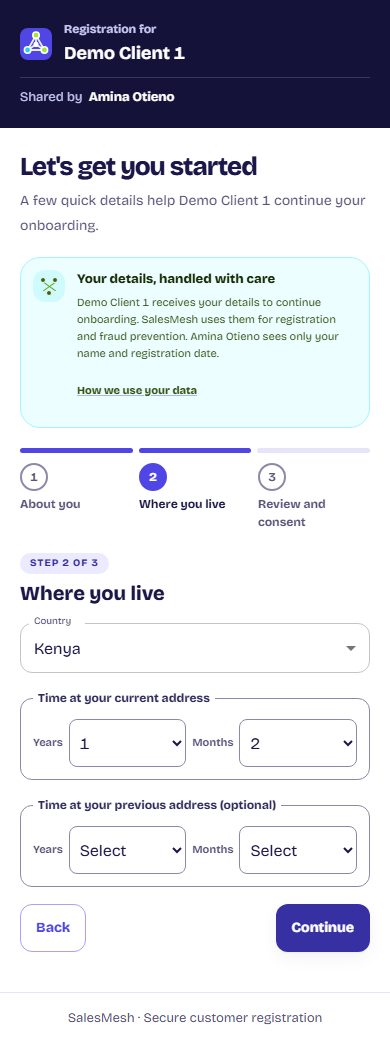 Registration for
Demo Client 1
Shared by Amina Otieno
Let's get you started
A few quick details help Demo Client 1 continue your
onboarding.
Your details, handled with care
Demo Client 1 receives your details to continue
onboarding. SalesMesh uses them for registration
and fraud prevention. Amina Otieno sees only your
name and registration date.
How we use your data
1
About you
2
Where you live
3
Review and
consent
STEP 2 OF 3
Where you live
Country
Kenya
Time at your current address
Years 1 Months 2
Time at your previous address (optional)
Years Select Months Select
Back Continue
SalesMesh · Secure customer registration